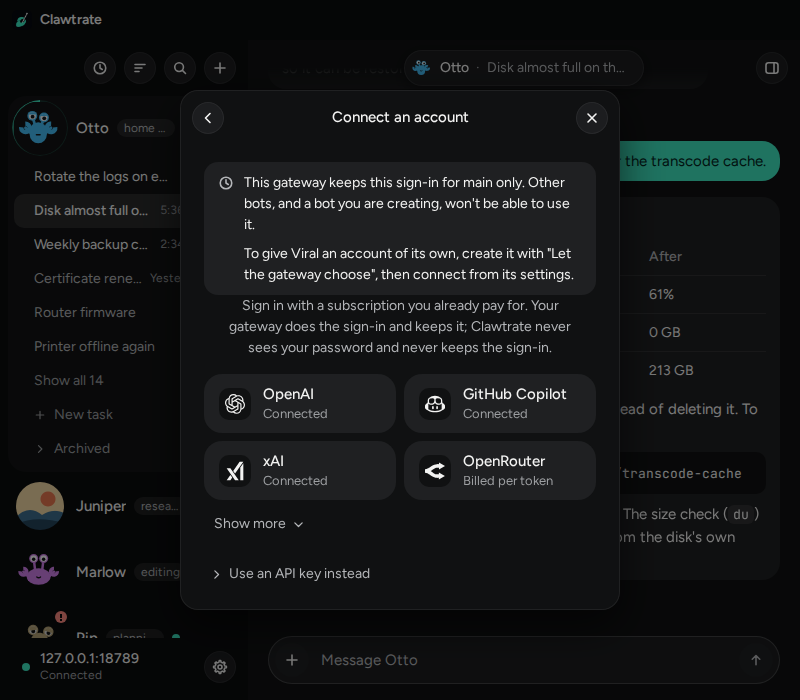 Clawtrate
Otto · Disk almost full on th...
Otto home ...
Rotate the logs on e...
Disk almost full o... 5:36
Weekly backup c... 2:34
Certificate rene... Yeste
Router firmware
Printer offline again
Show all 14
+ New task
> Archived
Juniper resea...
Marlow editing
Pip planni...
127.0.0.1:18789
Connected
Connect an account
This gateway keeps this sign-in for main only. Other
bots, and a bot you are creating, won't be able to use
it.
To give Viral an account of its own, create it with "Let
the gateway choose", then connect from its settings.
Sign in with a subscription you already pay for. Your
gateway does the sign-in and keeps it; Clawtrate never
sees your password and never keeps the sign-in.
OpenAI
Connected
GitHub Copilot
Connected
xAI
Connected
OpenRouter
Billed per token
Show more
Use an API key instead
the transcode cache.
After
61%
0 GB
213 GB
ead of deleting it. To
/transcode-cache
The size check (du)
om the disk's own
Message Otto